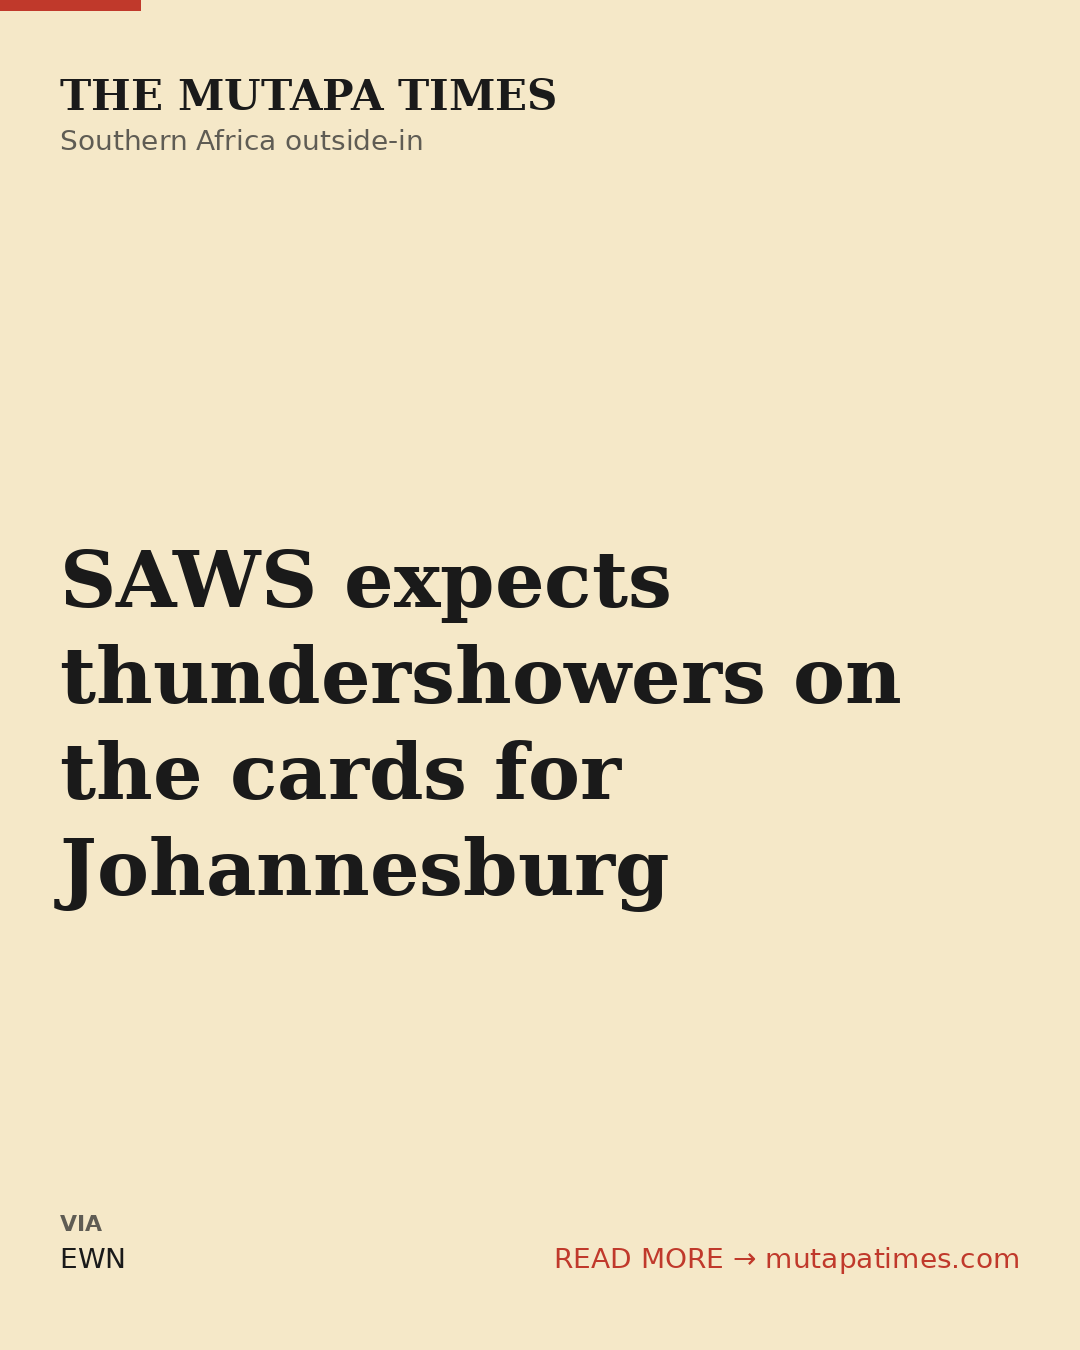 THE MUTAPA TIMES
Southern Africa outside-in
SAWS expects
thundershowers on
the cards for
Johannesburg
VIA
EWN
READ MORE → mutapatimes.com